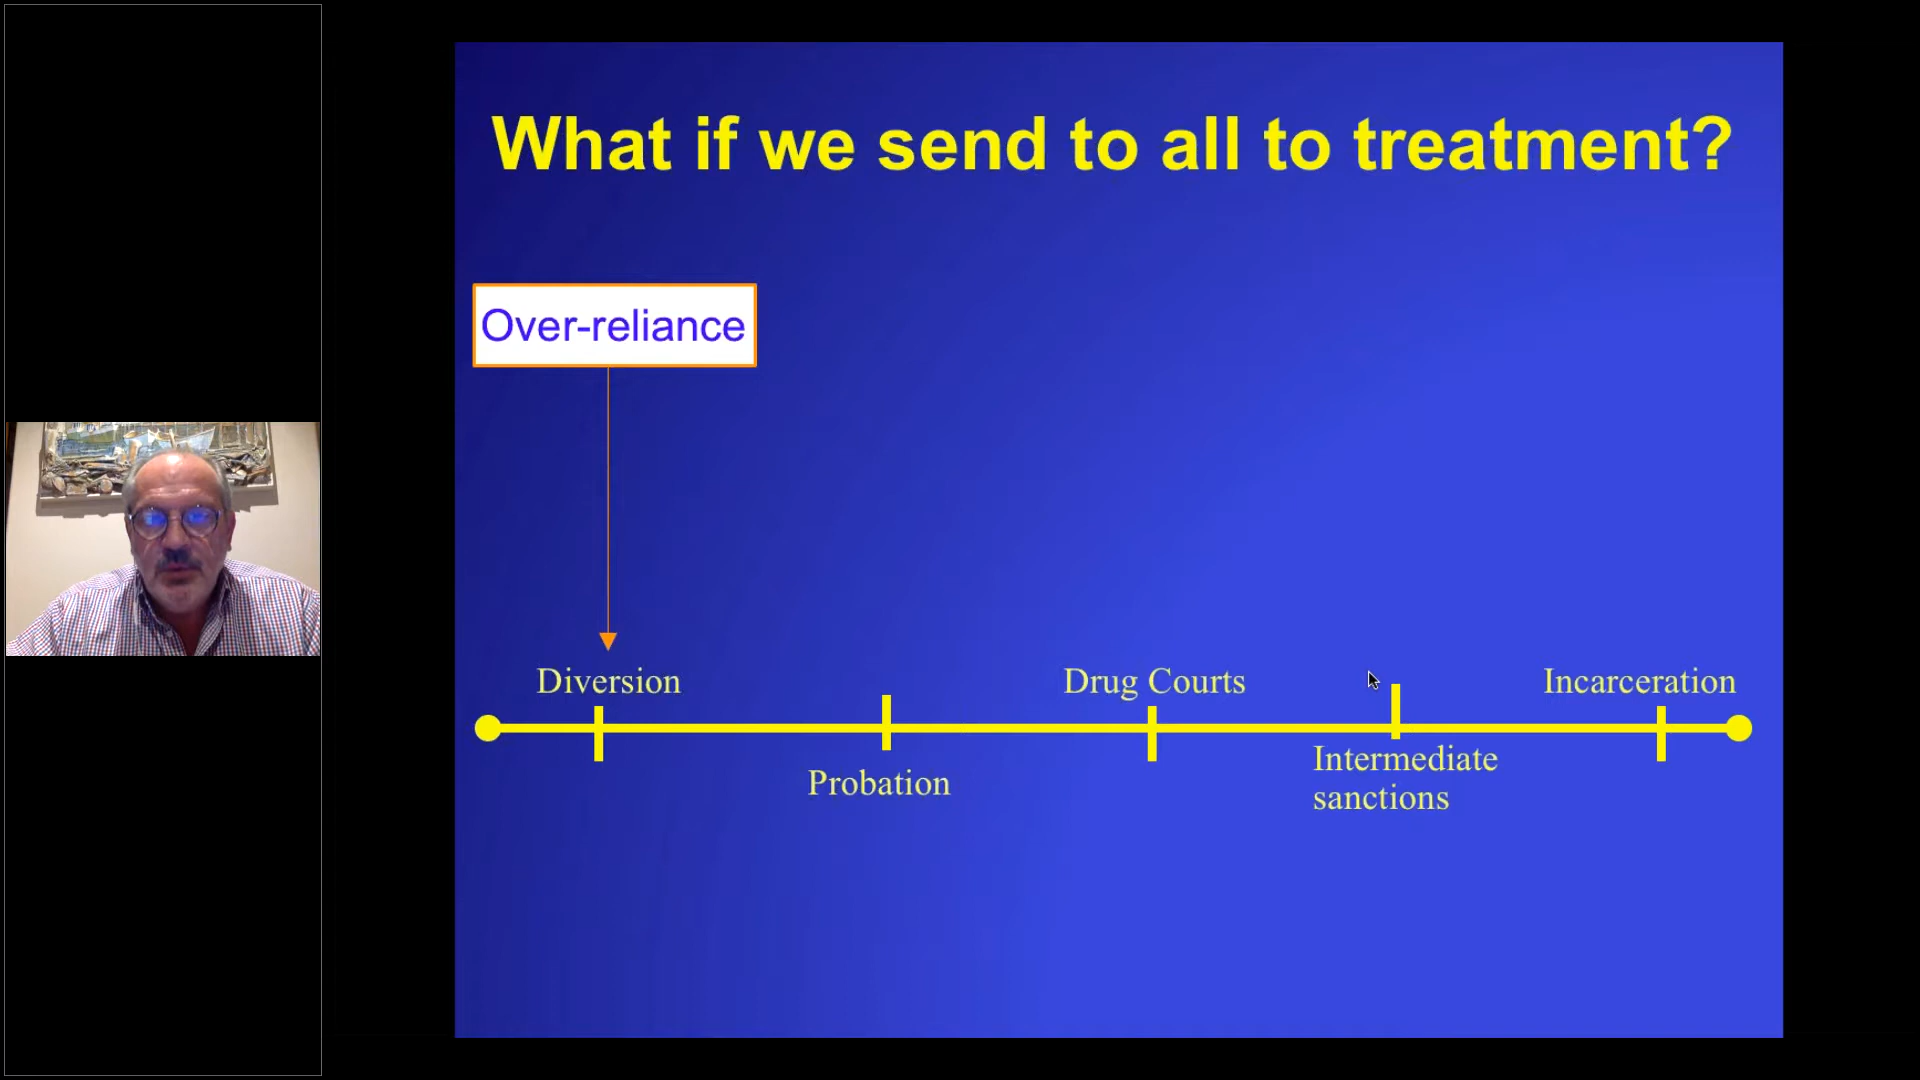 What if we send to all to treatment?
Over-reliance
Diversion
Drug Courts
Incarceration
Probation
Intermediate
sanctions